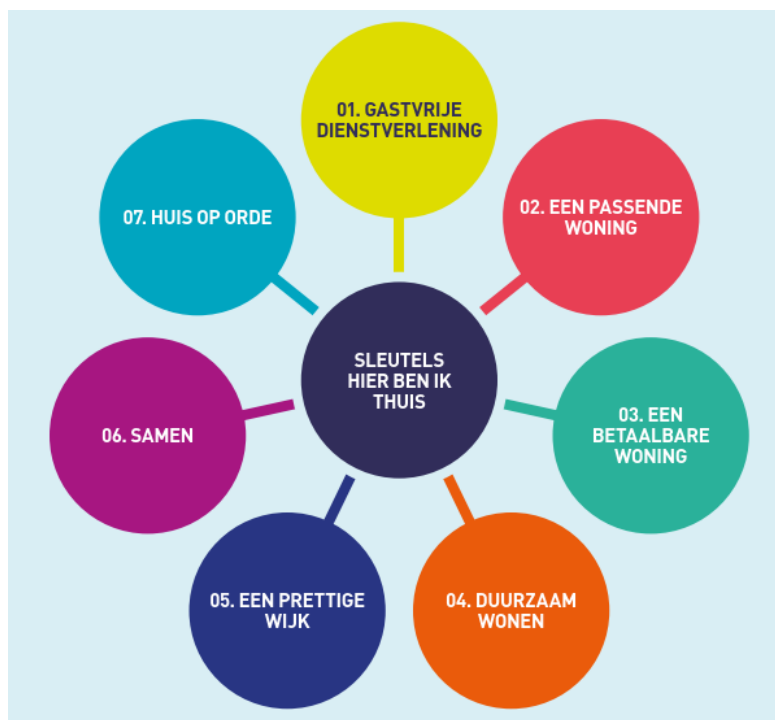 01. GASTVRIJE
DIENSTVERLENING
02. EEN PASSENDE
WONING
03. EEN
BETAALBARE
WONING
04. DUURZAAM
WONEN
05. EEN PRETTIGE
WIJK
06. SAMEN
07. HUIS OP ORDE
SLEUTELS
HIER BEN IK
THUIS